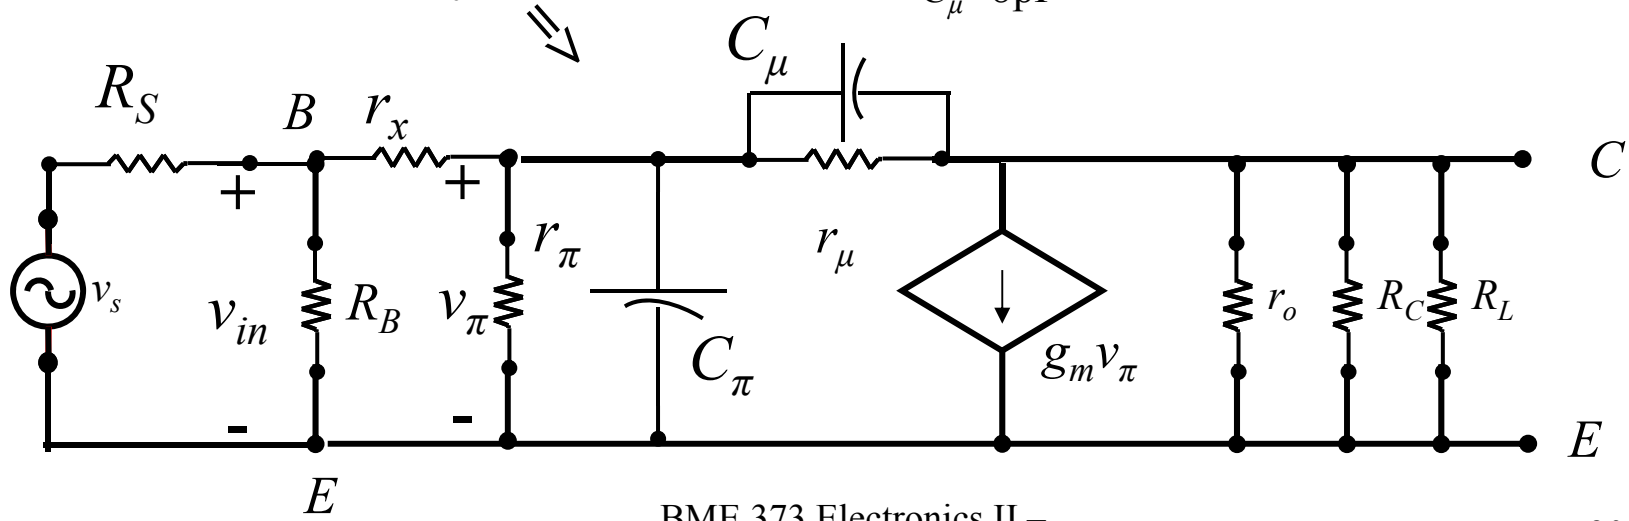 C_μ
C_μ
R_S
B
r_x
+
+
C
r_π
r_μ
v_s
v_in
R_B
v_π
r_o
R_C
R_L
C_π
g_m v_π
-
-
E
E
BME 373 Electronics II –